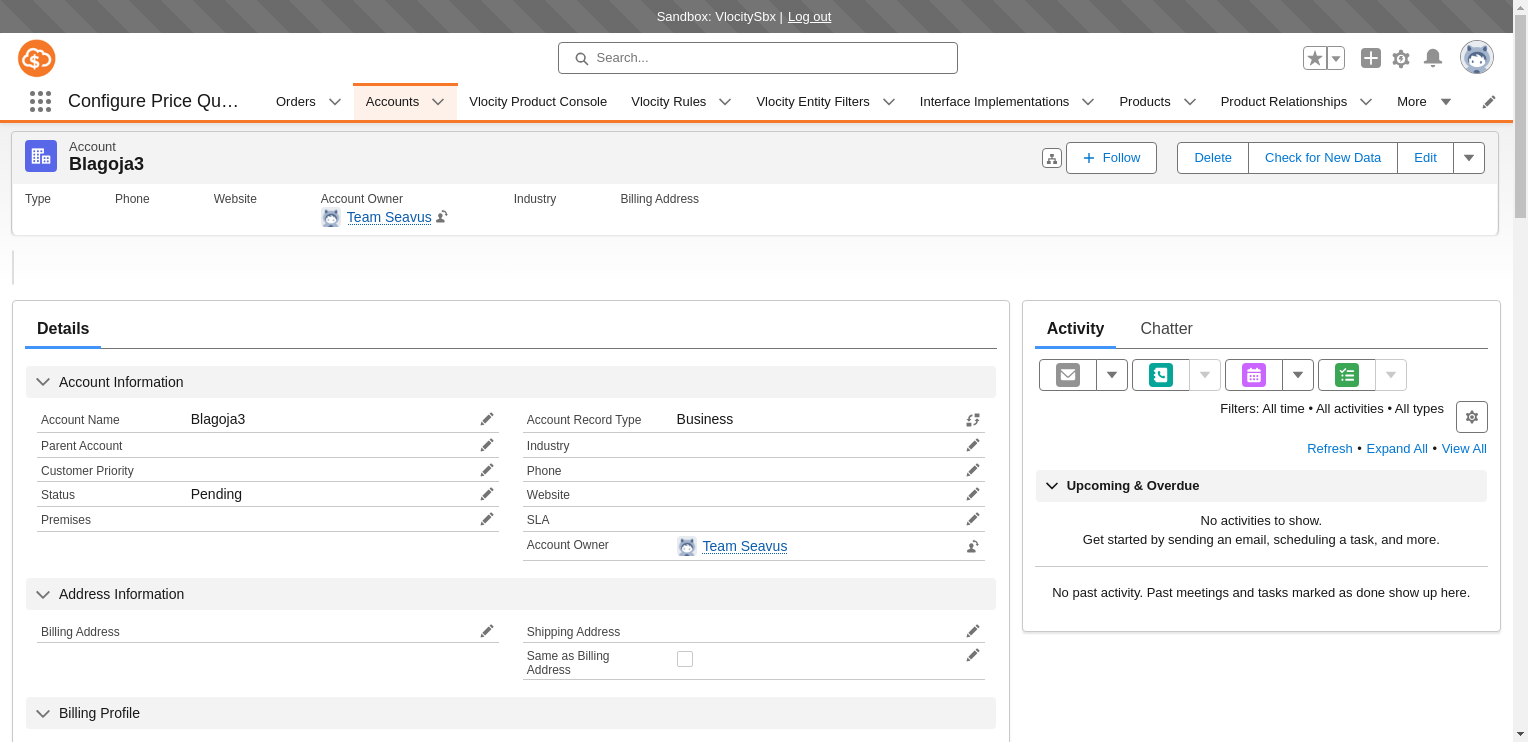 Sandbox: VlocitySbx | Log out
Search...
Configure Price Qu...
Orders
Accounts
Vlocity Product Console
Vlocity Rules
Vlocity Entity Filters
Interface Implementations
Products
Product Relationships
More
Account
Blagoja3
Follow
Delete
Check for New Data
Edit
Type
Phone
Website
Account Owner
Team Seavus
Industry
Billing Address
Details
Account Information
Account Name
Blagoja3
Parent Account
Customer Priority
Status
Pending
Premises
Account Record Type
Business
Industry
Phone
Website
SLA
Account Owner
Team Seavus
Address Information
Billing Address
Shipping Address
Same as Billing
Address
Billing Profile
Activity
Chatter
Filters: All time • All activities • All types
Refresh • Expand All • View All
Upcoming & Overdue
No activities to show.
Get started by sending an email, scheduling a task, and more.
No past activity. Past meetings and tasks marked as done show up here.